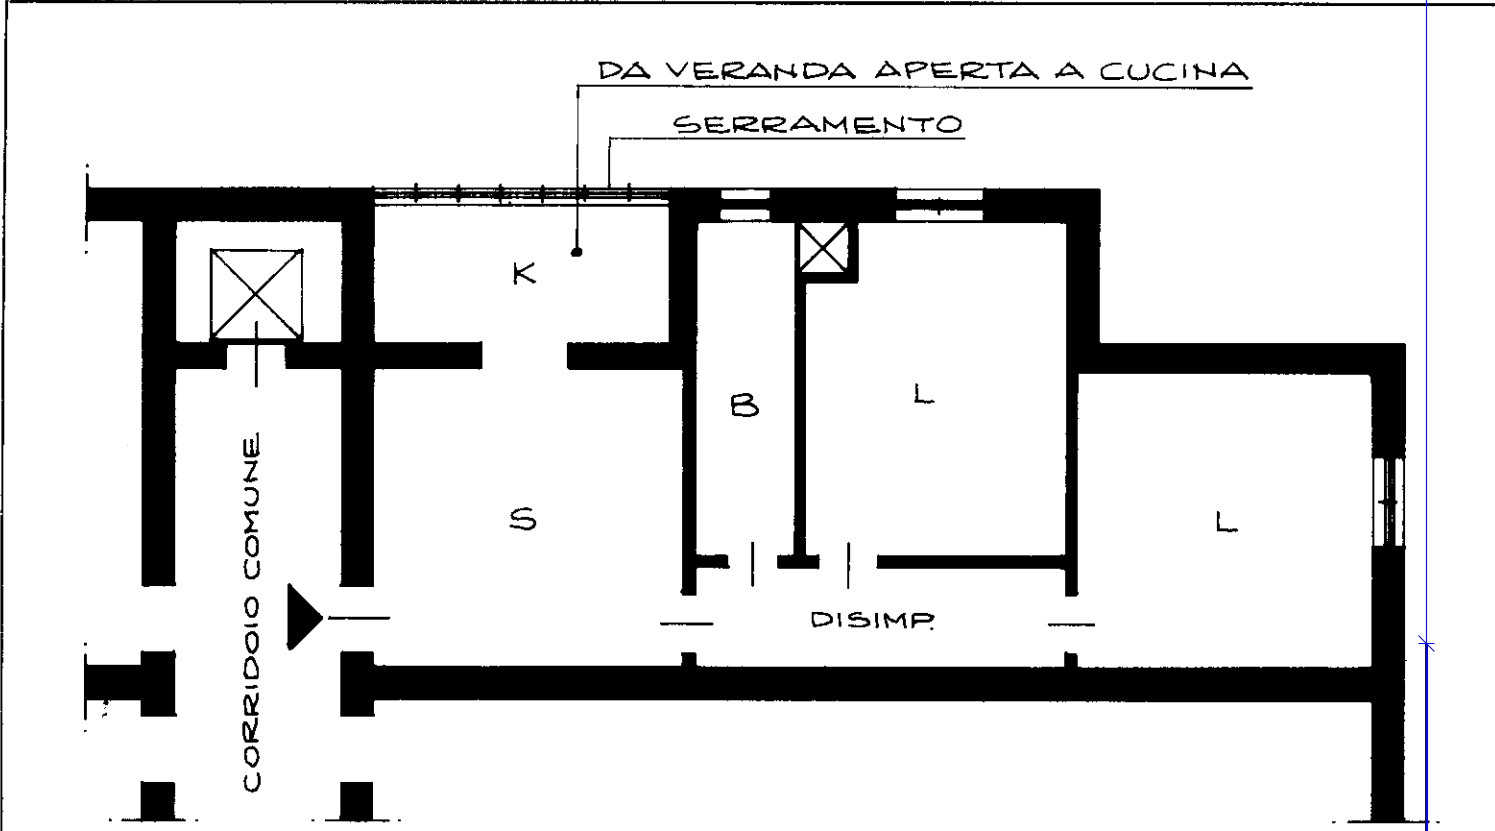 DA VERANDA APERTA A CUCINA
SERRAMENTO
K
B
L
S
L
DISIMP.
CORRIDOIO COMUNE